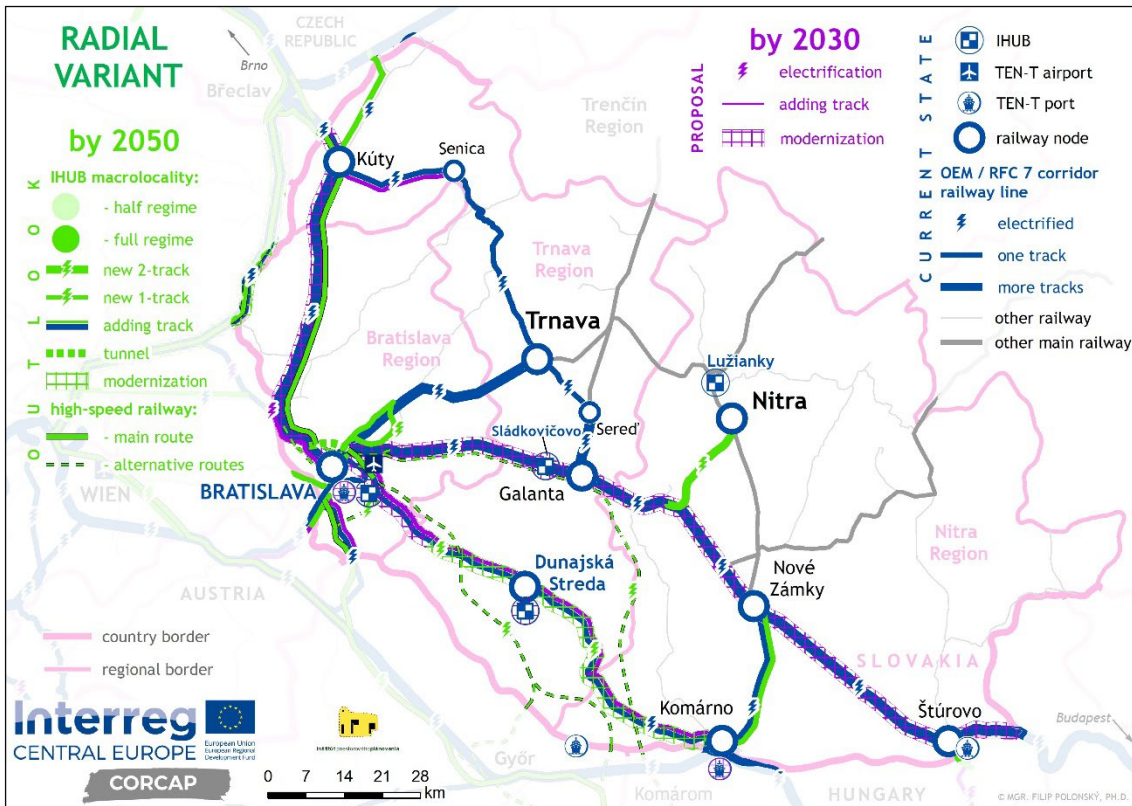 RADIAL
VARIANT
by 2050
OUTLOOK
IHUB macrolocality:
- half regime
- full regime
new 2-track
new 1-track
adding track
tunnel
modernization
high-speed railway:
- main route
- alternative routes
by 2030
PROPOSAL
electrification
adding track
modernization
CURRENT STATE
IHUB
TEN-T airport
TEN-T port
railway node
OEM / RFC 7 corridor
railway line
electrified
one track
more tracks
other railway
other main railway
CZECH
REPUBLIC
Brno
Břeclav
Trenčín
Region
Kúty
Senica
Trnava
Region
Trnava
Bratislava
Region
Lužianky
Nitra
Sereď
Sládkovičovo
Galanta
BRATISLAVA
WIEN
Dunajská
Streda
Nitra
Region
Nové
Zámky
AUSTRIA
SLOVAKIA
country border
regional border
Komárno
Štúrovo
Budapest
Győr
Komárom
HUNGARY
Interreg
CENTRAL EUROPE
European Union
European Regional
Development Fund
CORCAP
0 7 14 21 28
km
© MGR. FILIP POLONSKÝ, PH.D.